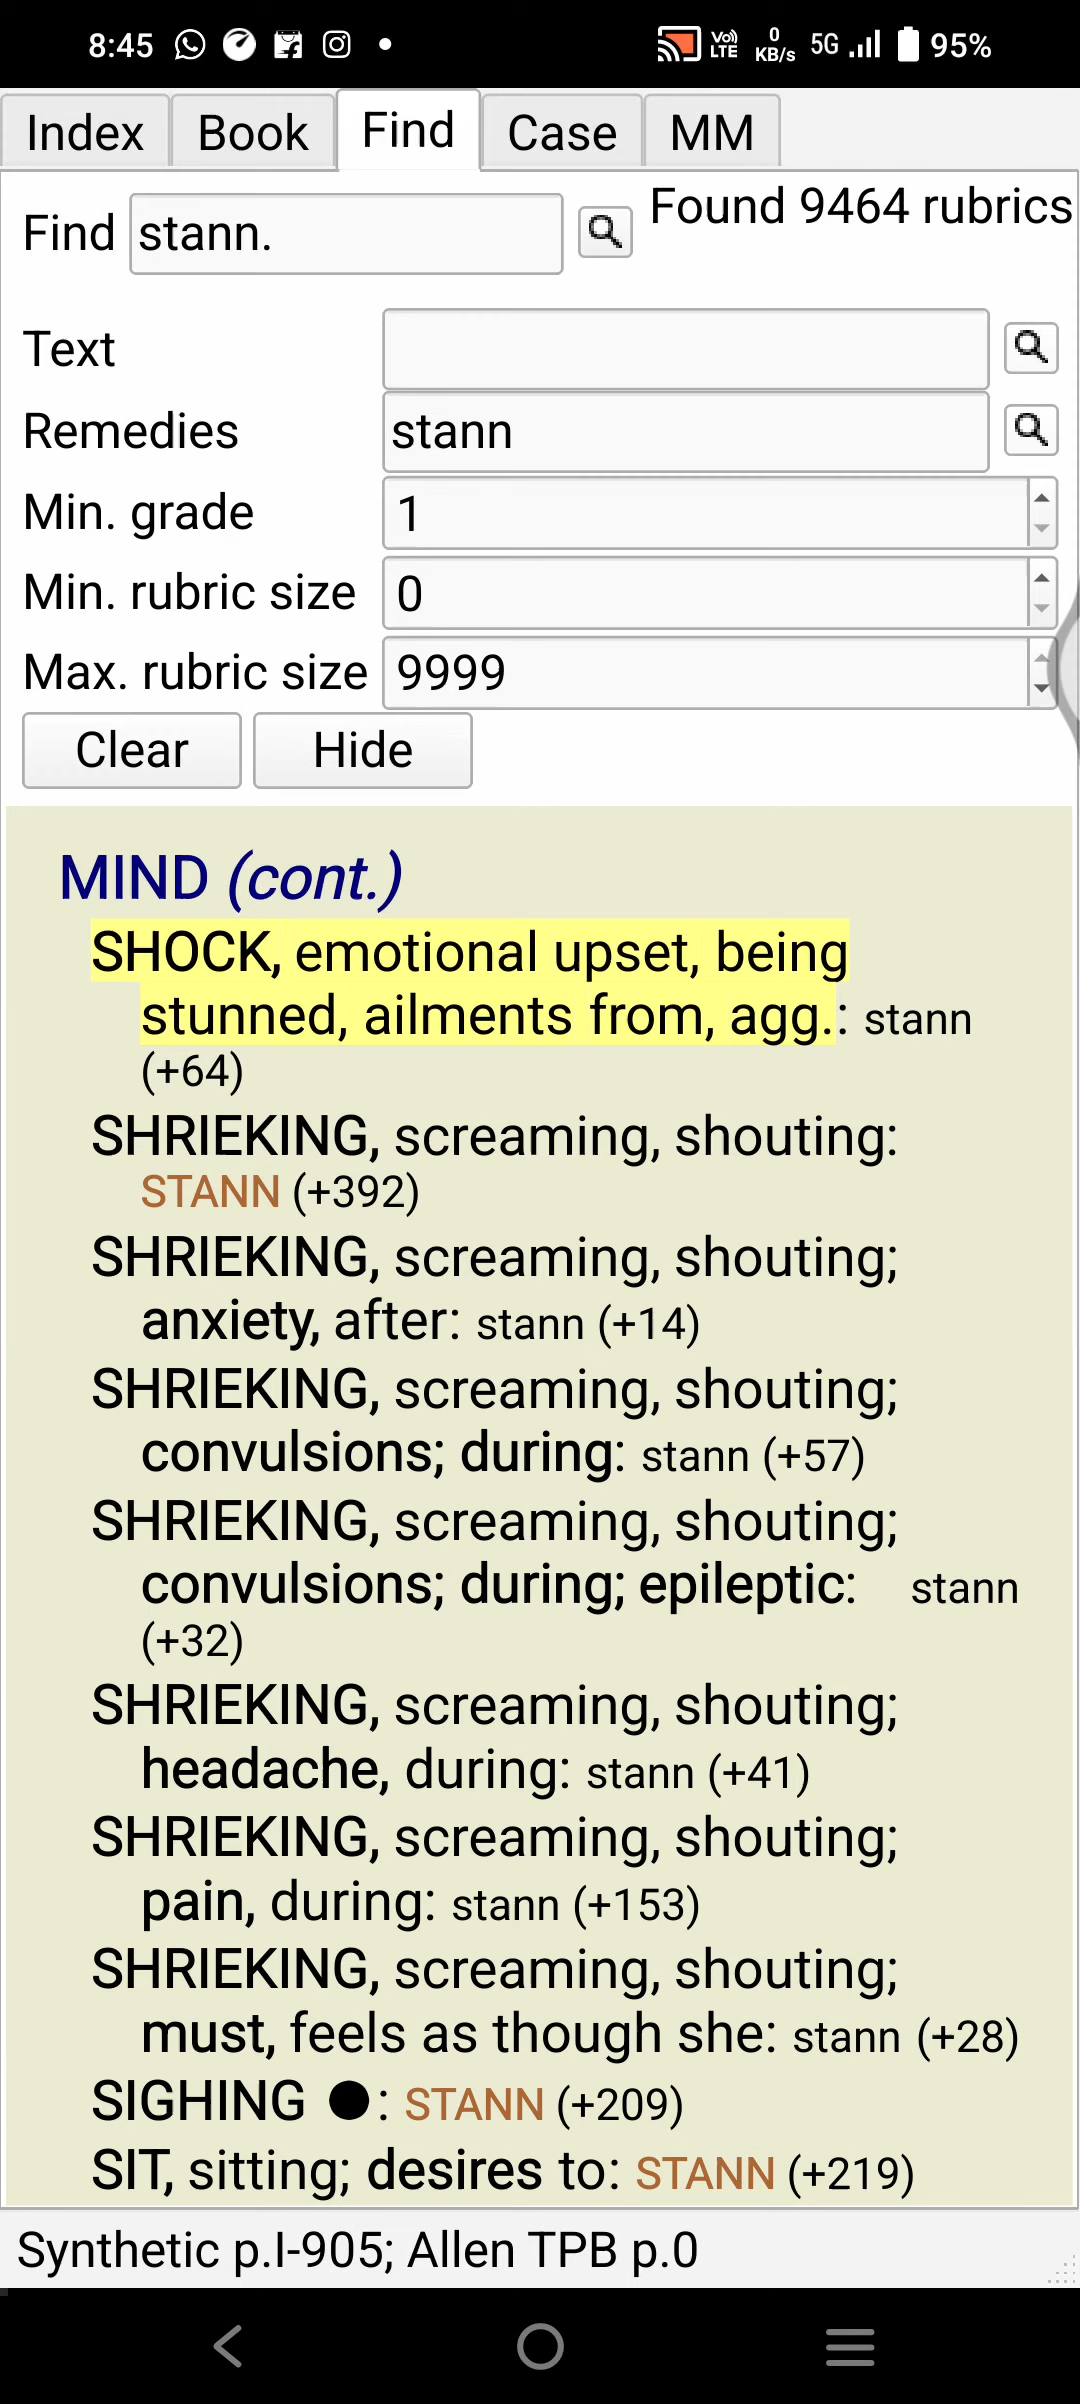 8:45 Vo) LTE 0 KB/s 5G 95%
Index Book Find Case MM
Find stann. Found 9464 rubrics
Text
Remedies stann
Min. grade 1
Min. rubric size 0
Max. rubric size 9999
Clear Hide
MIND (cont.)
SHOCK, emotional upset, being
stunned, ailments from, agg.: stann
(+64)
SHRIEKING, screaming, shouting:
STANN (+392)
SHRIEKING, screaming, shouting;
anxiety, after: stann (+14)
SHRIEKING, screaming, shouting;
convulsions; during: stann (+57)
SHRIEKING, screaming, shouting;
convulsions; during; epileptic: stann
(+32)
SHRIEKING, screaming, shouting;
headache, during: stann (+41)
SHRIEKING, screaming, shouting;
pain, during: stann (+153)
SHRIEKING, screaming, shouting;
must, feels as though she: stann (+28)
SIGHING ●: STANN (+209)
SIT, sitting; desires to: STANN (+219)
Synthetic p.I-905; Allen TPB p.0